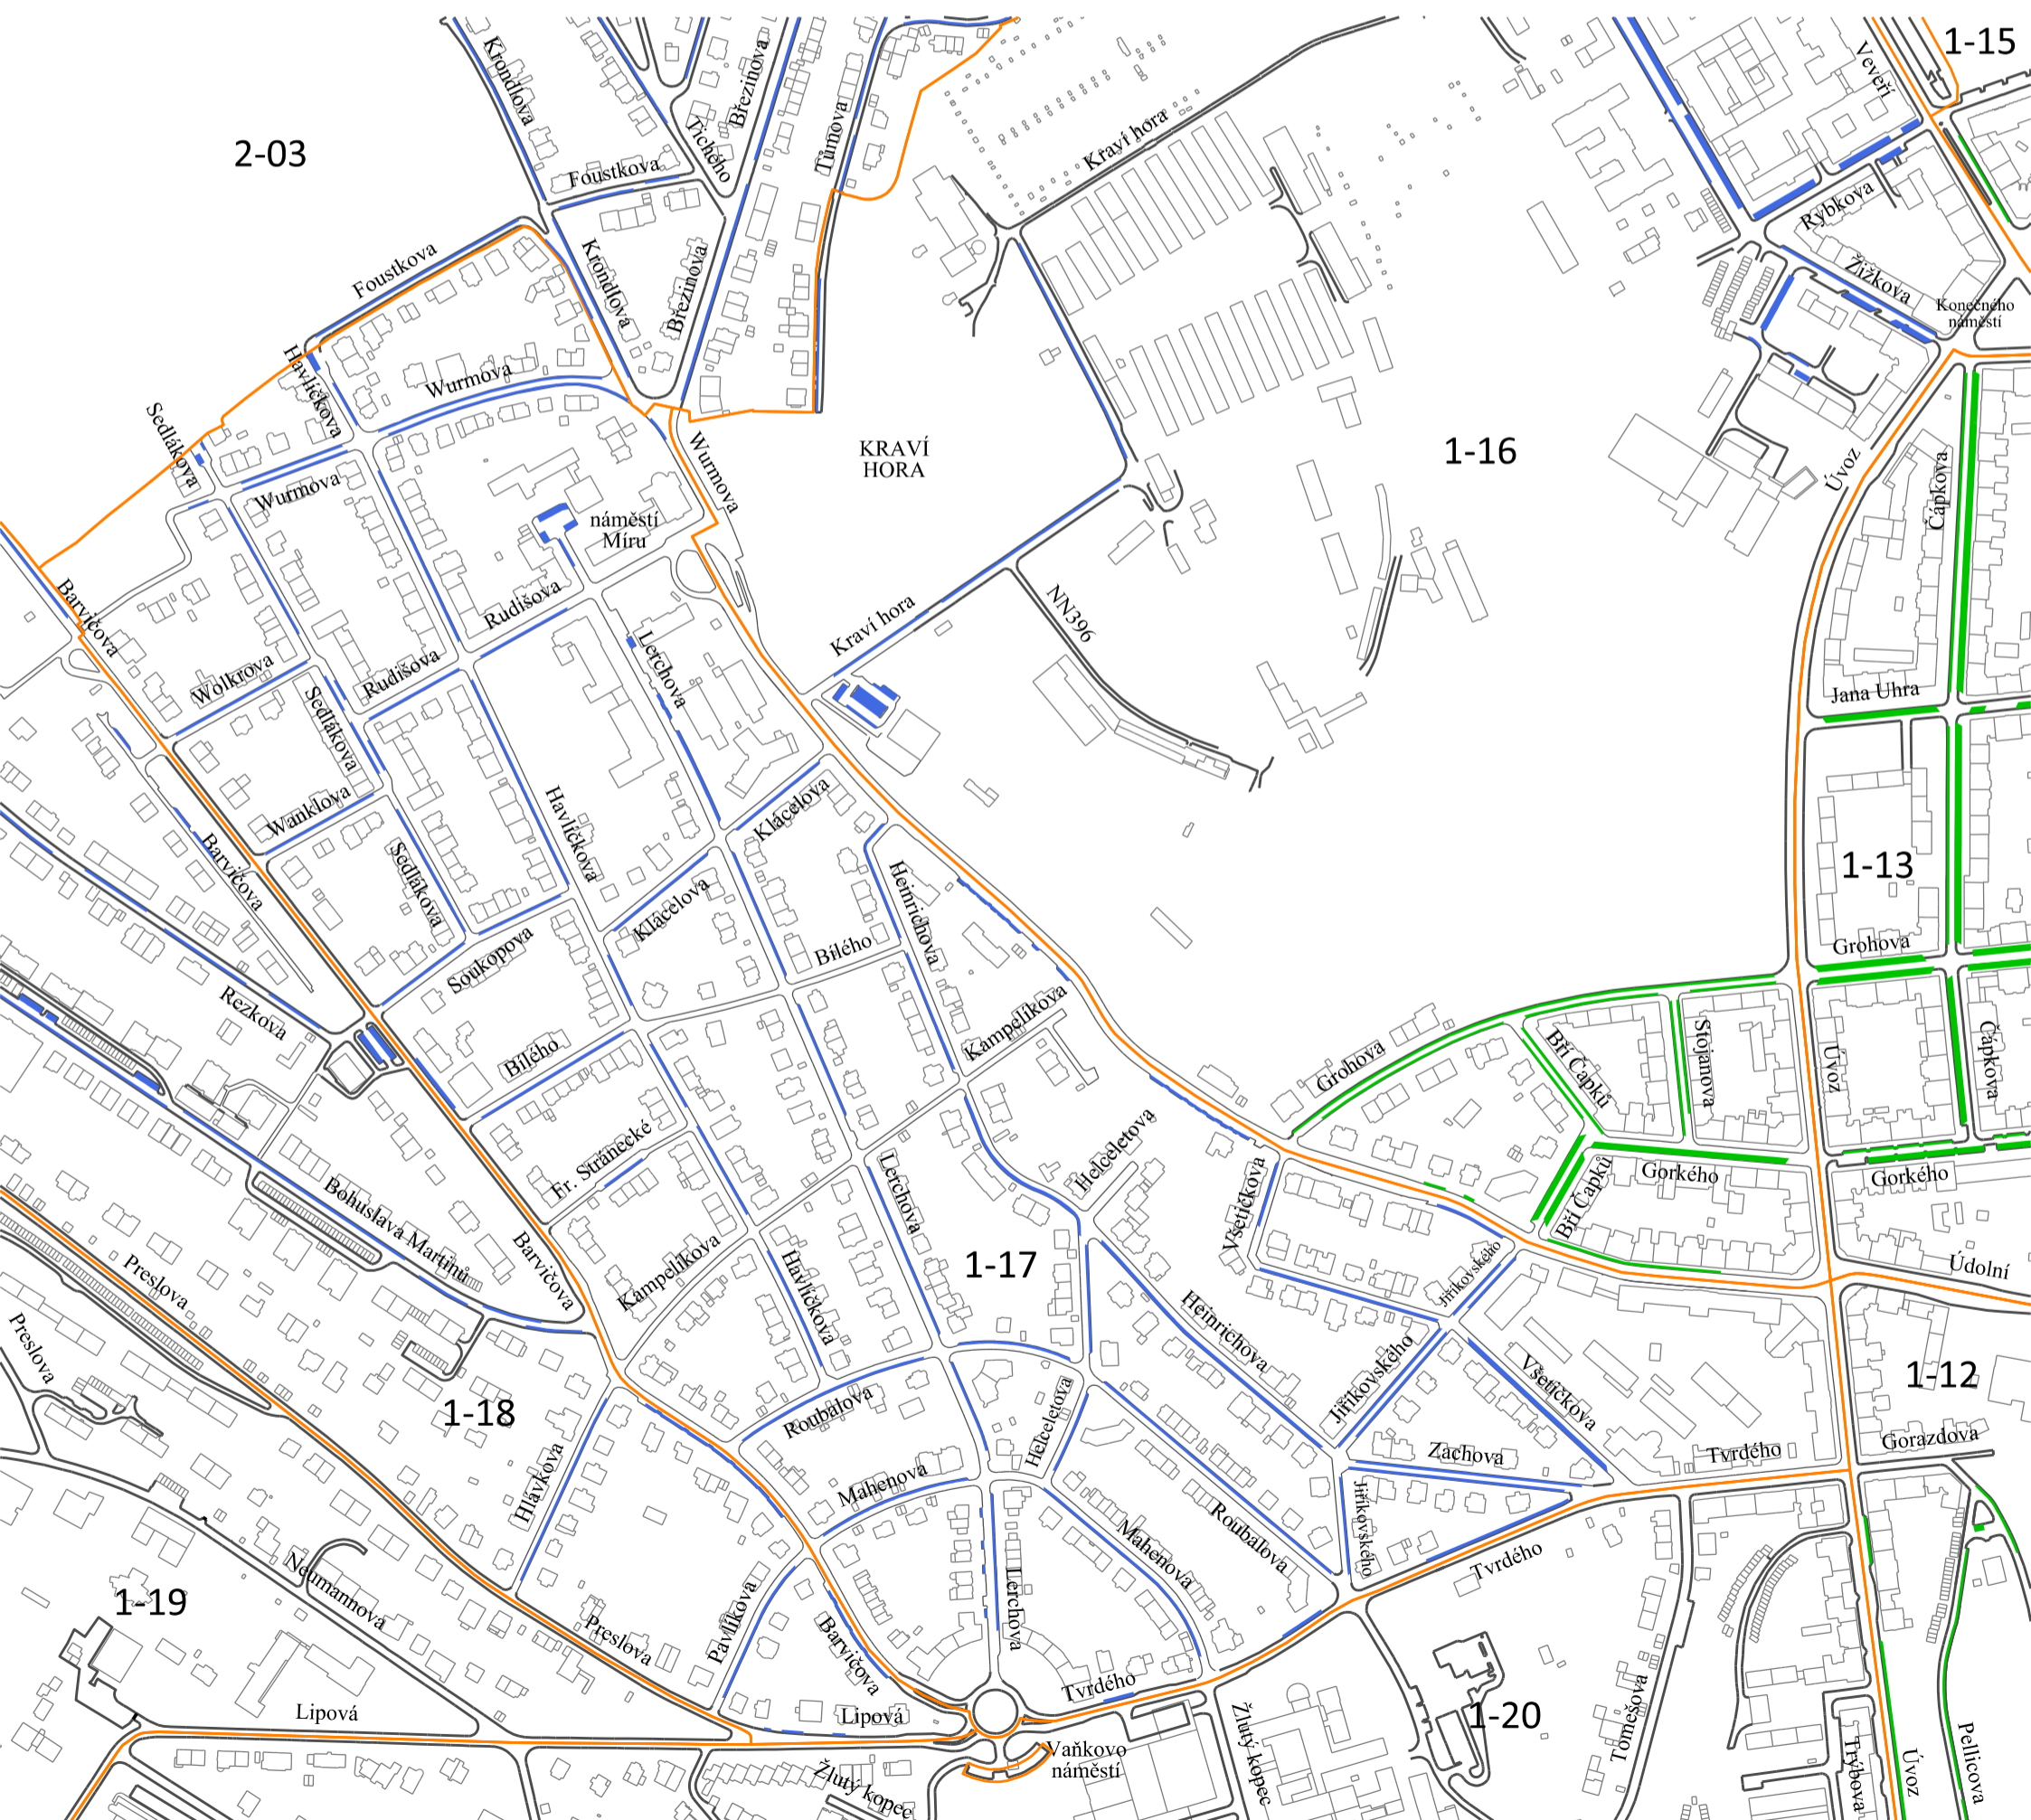 1-15
Veveří
Krondlova
Březinova
Tůmova
Tichého
Kraví hora
2-03
Foustkova
Rybkova
Foustkova
Krondlova
Březinova
Žižkova
Konečného
náměstí
Havlíčkova
Wurmova
Sedlákova
Wurmova
KRAVÍ
HORA
1-16
Úvoz
Čápkova
Wurmova
náměstí
Míru
Barvičova
Rudišova
NN396
Kraví hora
Lerchova
Wolkrova
Rudišova
Sedlákova
Jana Uhra
Wanklova
Klácelova
Havlíčkova
Barvičova
Sedlákova
Klácelova
Heinrichova
1-13
Bílého
Grohova
Soukopova
Rezkova
Kampelíkova
Bílého
Grohova
Bří Čapků
Stojanova
Úvoz
Čápkova
Fr. Stránecké
Helceletova
Lerchova
Všetičkova
Bří Čapků
Gorkého
Gorkého
Bohuslava Martinů
Barvičova
Kampelíkova
Havlíčkova
1-17
Jiříkovského
Údolní
Preslova
Preslova
Heinrichova
Jiříkovského
Všetičkova
1-12
1-18
Roubalova
Helceletova
Zachova
Tvrdého
Gorazdova
Hlávkova
Mahenova
Jiříkovského
Roubalova
Mahenova
Tvrdého
1-19
Neumannova
Preslova
Pavlíkova
Barvičova
Lerchova
Tvrdého
Lipová
Lipová
Žlutý kopec
1-20
Tomešova
Vaňkovo
náměstí
Žlutý kopec
Trýbova
Úvoz
Pellicova